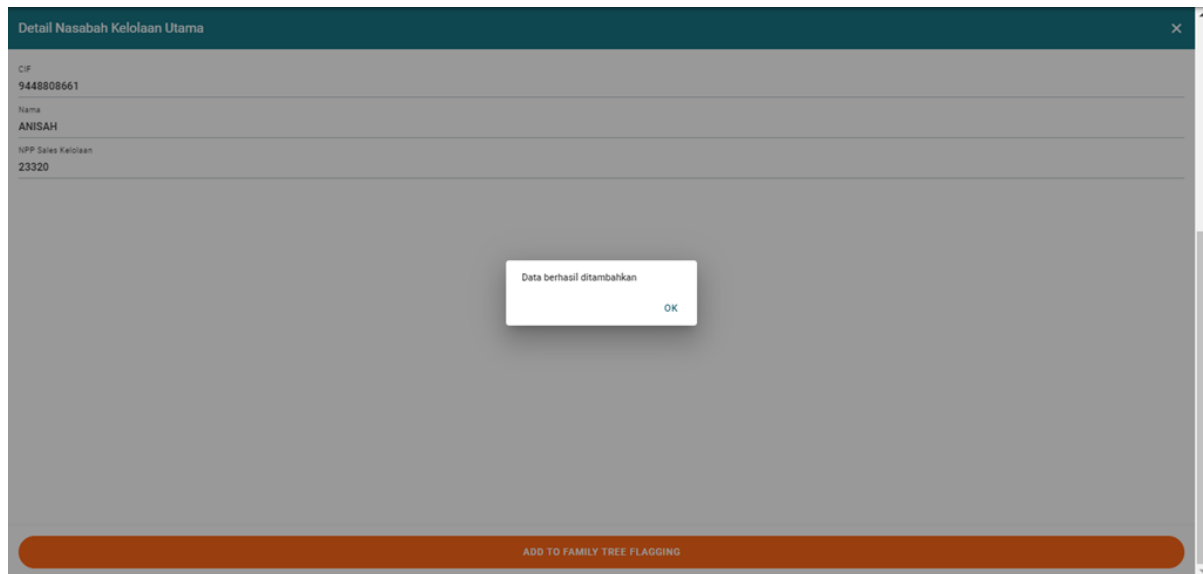 Detail Nasabah Kelolaan Utama
CIF
9448808661
Nama
ANISAH
NPP Sales Kelolaan
23320
Data berhasil ditambahkan
OK
ADD TO FAMILY TREE FLAGGING